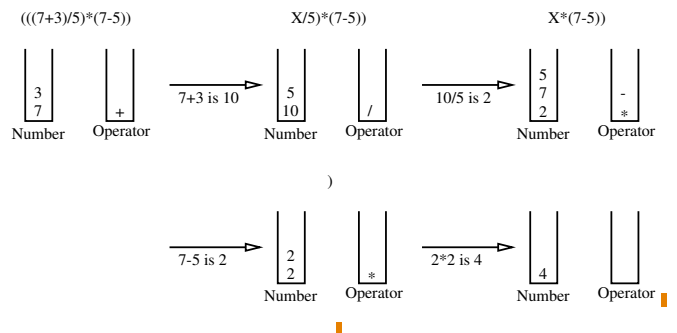 (((7+3)/5)*(7-5))
X/5)*(7-5))
X*(7-5))
3
7
+
Number
Operator
7+3 is 10
5
10
/
Number
Operator
10/5 is 2
5
7
2
-
*
Number
Operator
)
7-5 is 2
2
2
*
Number
Operator
2*2 is 4
4
Number
Operator